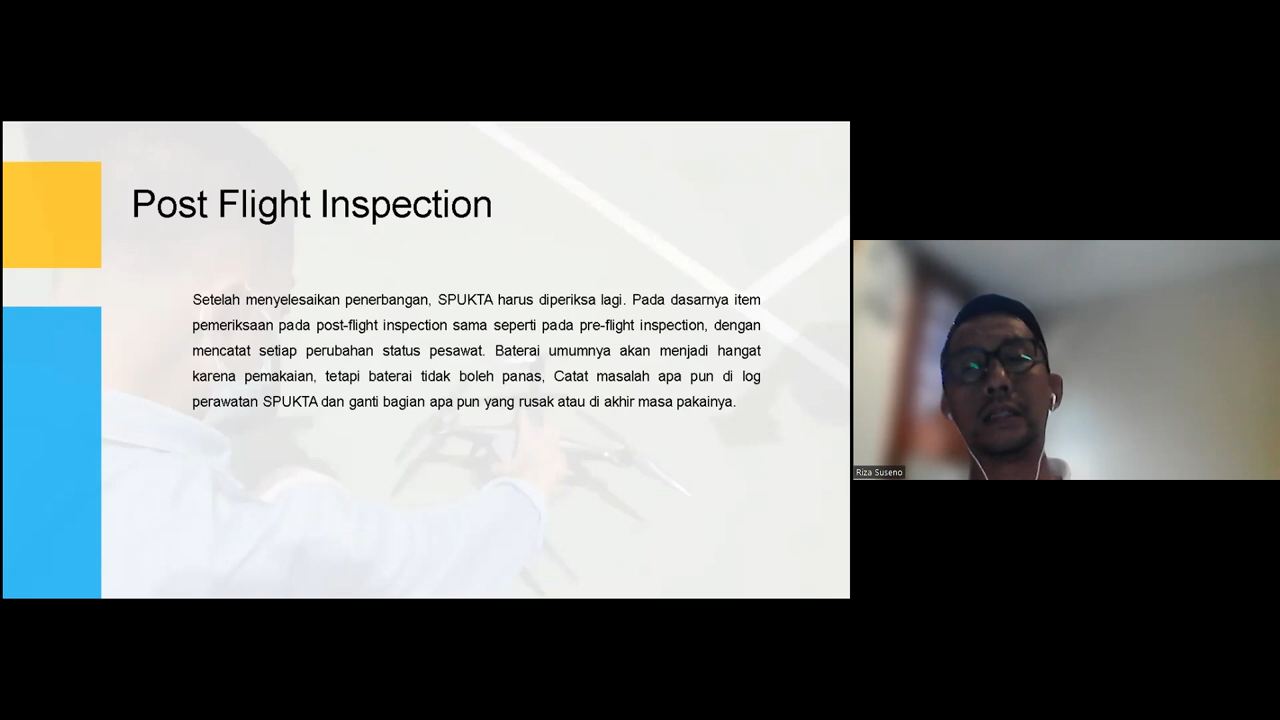 Post Flight Inspection
Setelah menyelesaikan penerbangan, SPUKTA harus diperiksa lagi. Pada dasarnya item
pemeriksaan pada post-flight inspection sama seperti pada pre-flight inspection, dengan
mencatat setiap perubahan status pesawat. Baterai umumnya akan menjadi hangat
karena pemakaian, tetapi baterai tidak boleh panas, Catat masalah apa pun di log
perawatan SPUKTA dan ganti bagian apa pun yang rusak atau di akhir masa pakainya.
Riza Suseno